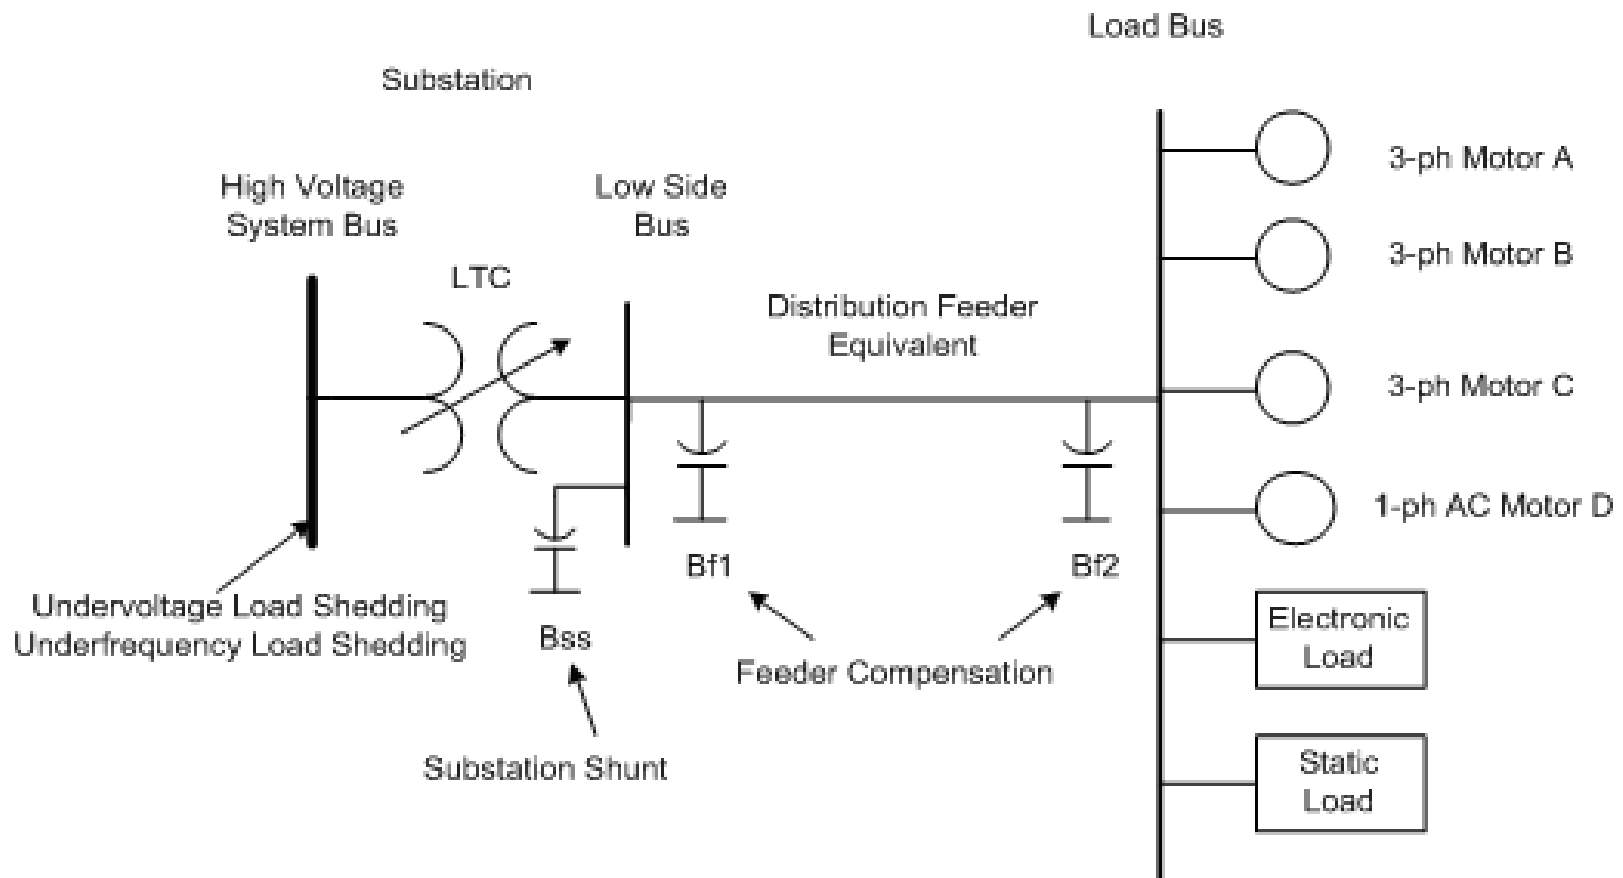 Load Bus
Substation
High Voltage
System Bus
Low Side
Bus
LTC
Distribution Feeder
Equivalent
3-ph Motor A
3-ph Motor B
3-ph Motor C
1-ph AC Motor D
Electronic
Load
Static
Load
Bf1
Bf2
Feeder Compensation
Bss
Substation Shunt
Undervoltage Load Shedding
Underfrequency Load Shedding